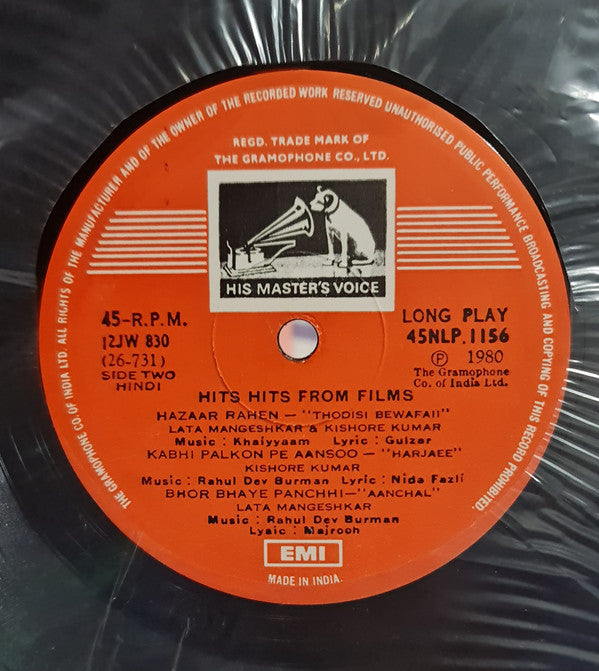 THE GRAMOPHONE CO. OF INDIA LTD. ALL RIGHTS OF THE MANUFACTURER AND OF THE OWNER OF THE RECORDED WORK RESERVED UNAUTHORISED PUBLIC PERFORMANCE BROADCASTING AND COPYING OF THIS RECORD PROHIBITED.
REGD. TRADE MARK OF
THE GRAMOPHONE CO., LTD.
HIS MASTER'S VOICE
45-R.P.M.
12JW 830
(26-731)
SIDE TWO
HINDI
LONG PLAY
45NLP.1156
Ⓟ 1980
The Gramophone
Co. of India Ltd.
HITS HITS FROM FILMS
HAZAAR RAHEN — "THODISI BEWAFAII"
LATA MANGESHKAR & KISHORE KUMAR
Music : Khaiyyaam Lyric : Gulzar
KABHI PALKON PE AANSOO — "HARJAEE"
KISHORE KUMAR
Music : Rahul Dev Burman Lyric : Nida Fazli
BHOR BHAYE PANCHHI — "AANCHAL"
LATA MANGESHKAR
Music : Rahul Dev Burman
Lyaic : Majrooh
EMI
MADE IN INDIA.